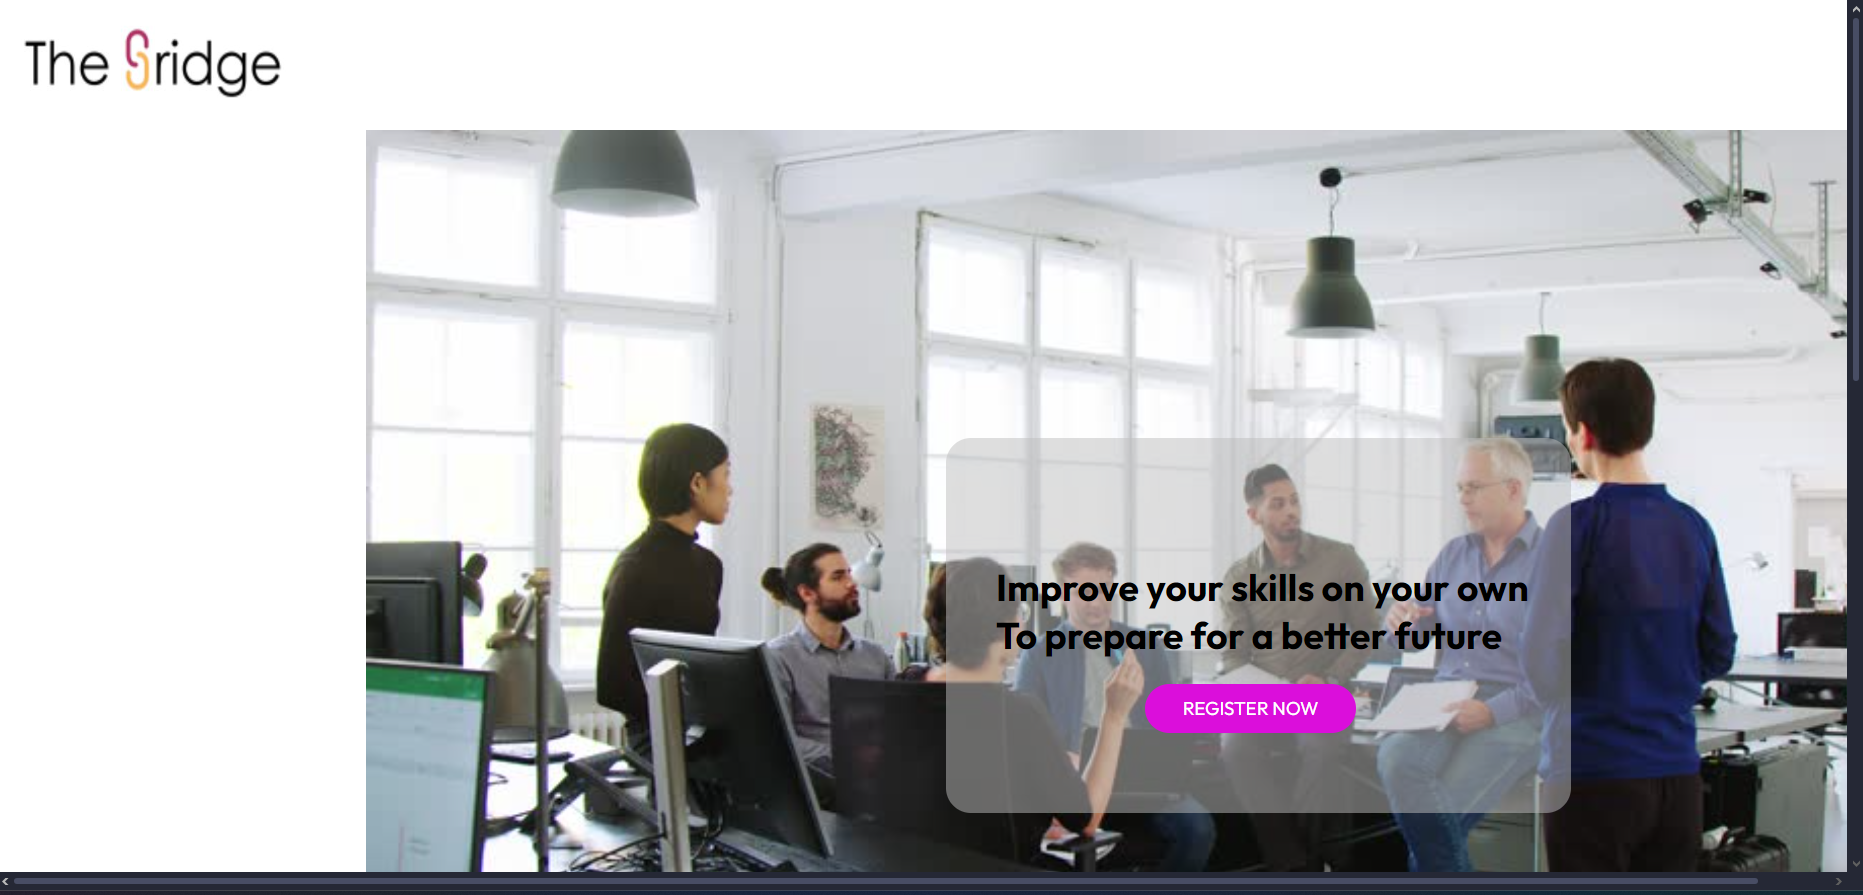 The Bridge
Improve your skills on your own
To prepare for a better future
REGISTER NOW